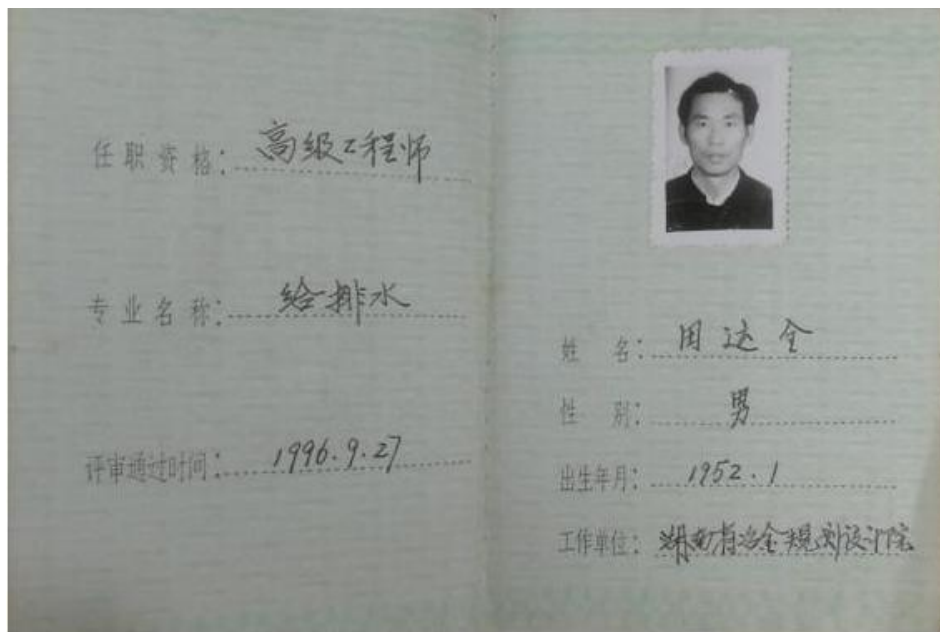 任职资格：高级工程师
专业名称：给排水
评审通过时间：1996.9.27
姓名：田达全
性别：男
出生年月：1952.1
工作单位：湖南省冶金规划设计院